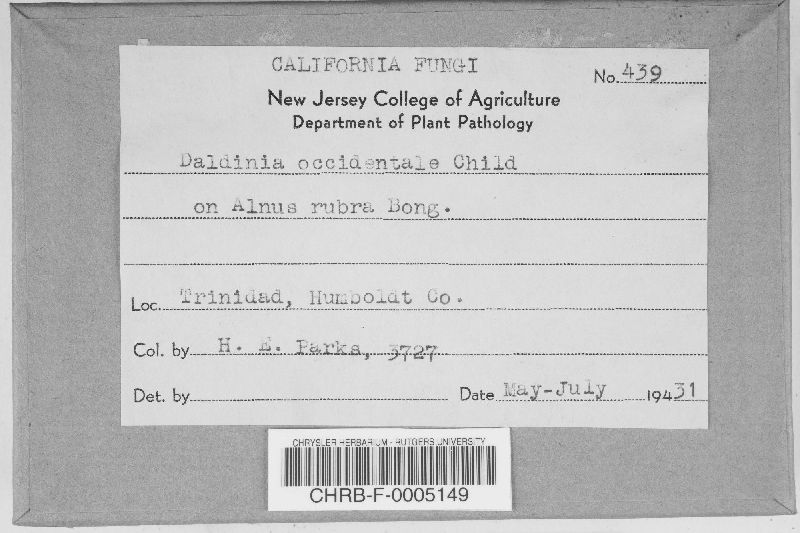 CALIFORNIA FUNGI
No. 439
New Jersey College of Agriculture
Department of Plant Pathology
Daldinia occidentale Child
on Alnus rubra Bong.
Loc. Trinidad, Humboldt Co.
Col. by H. E. Parks, 3727
Det. by Date May-July 19431
CHRYSLER HERBARIUM - RUTGERS UNIVERSITY
CHRB-F-0005149